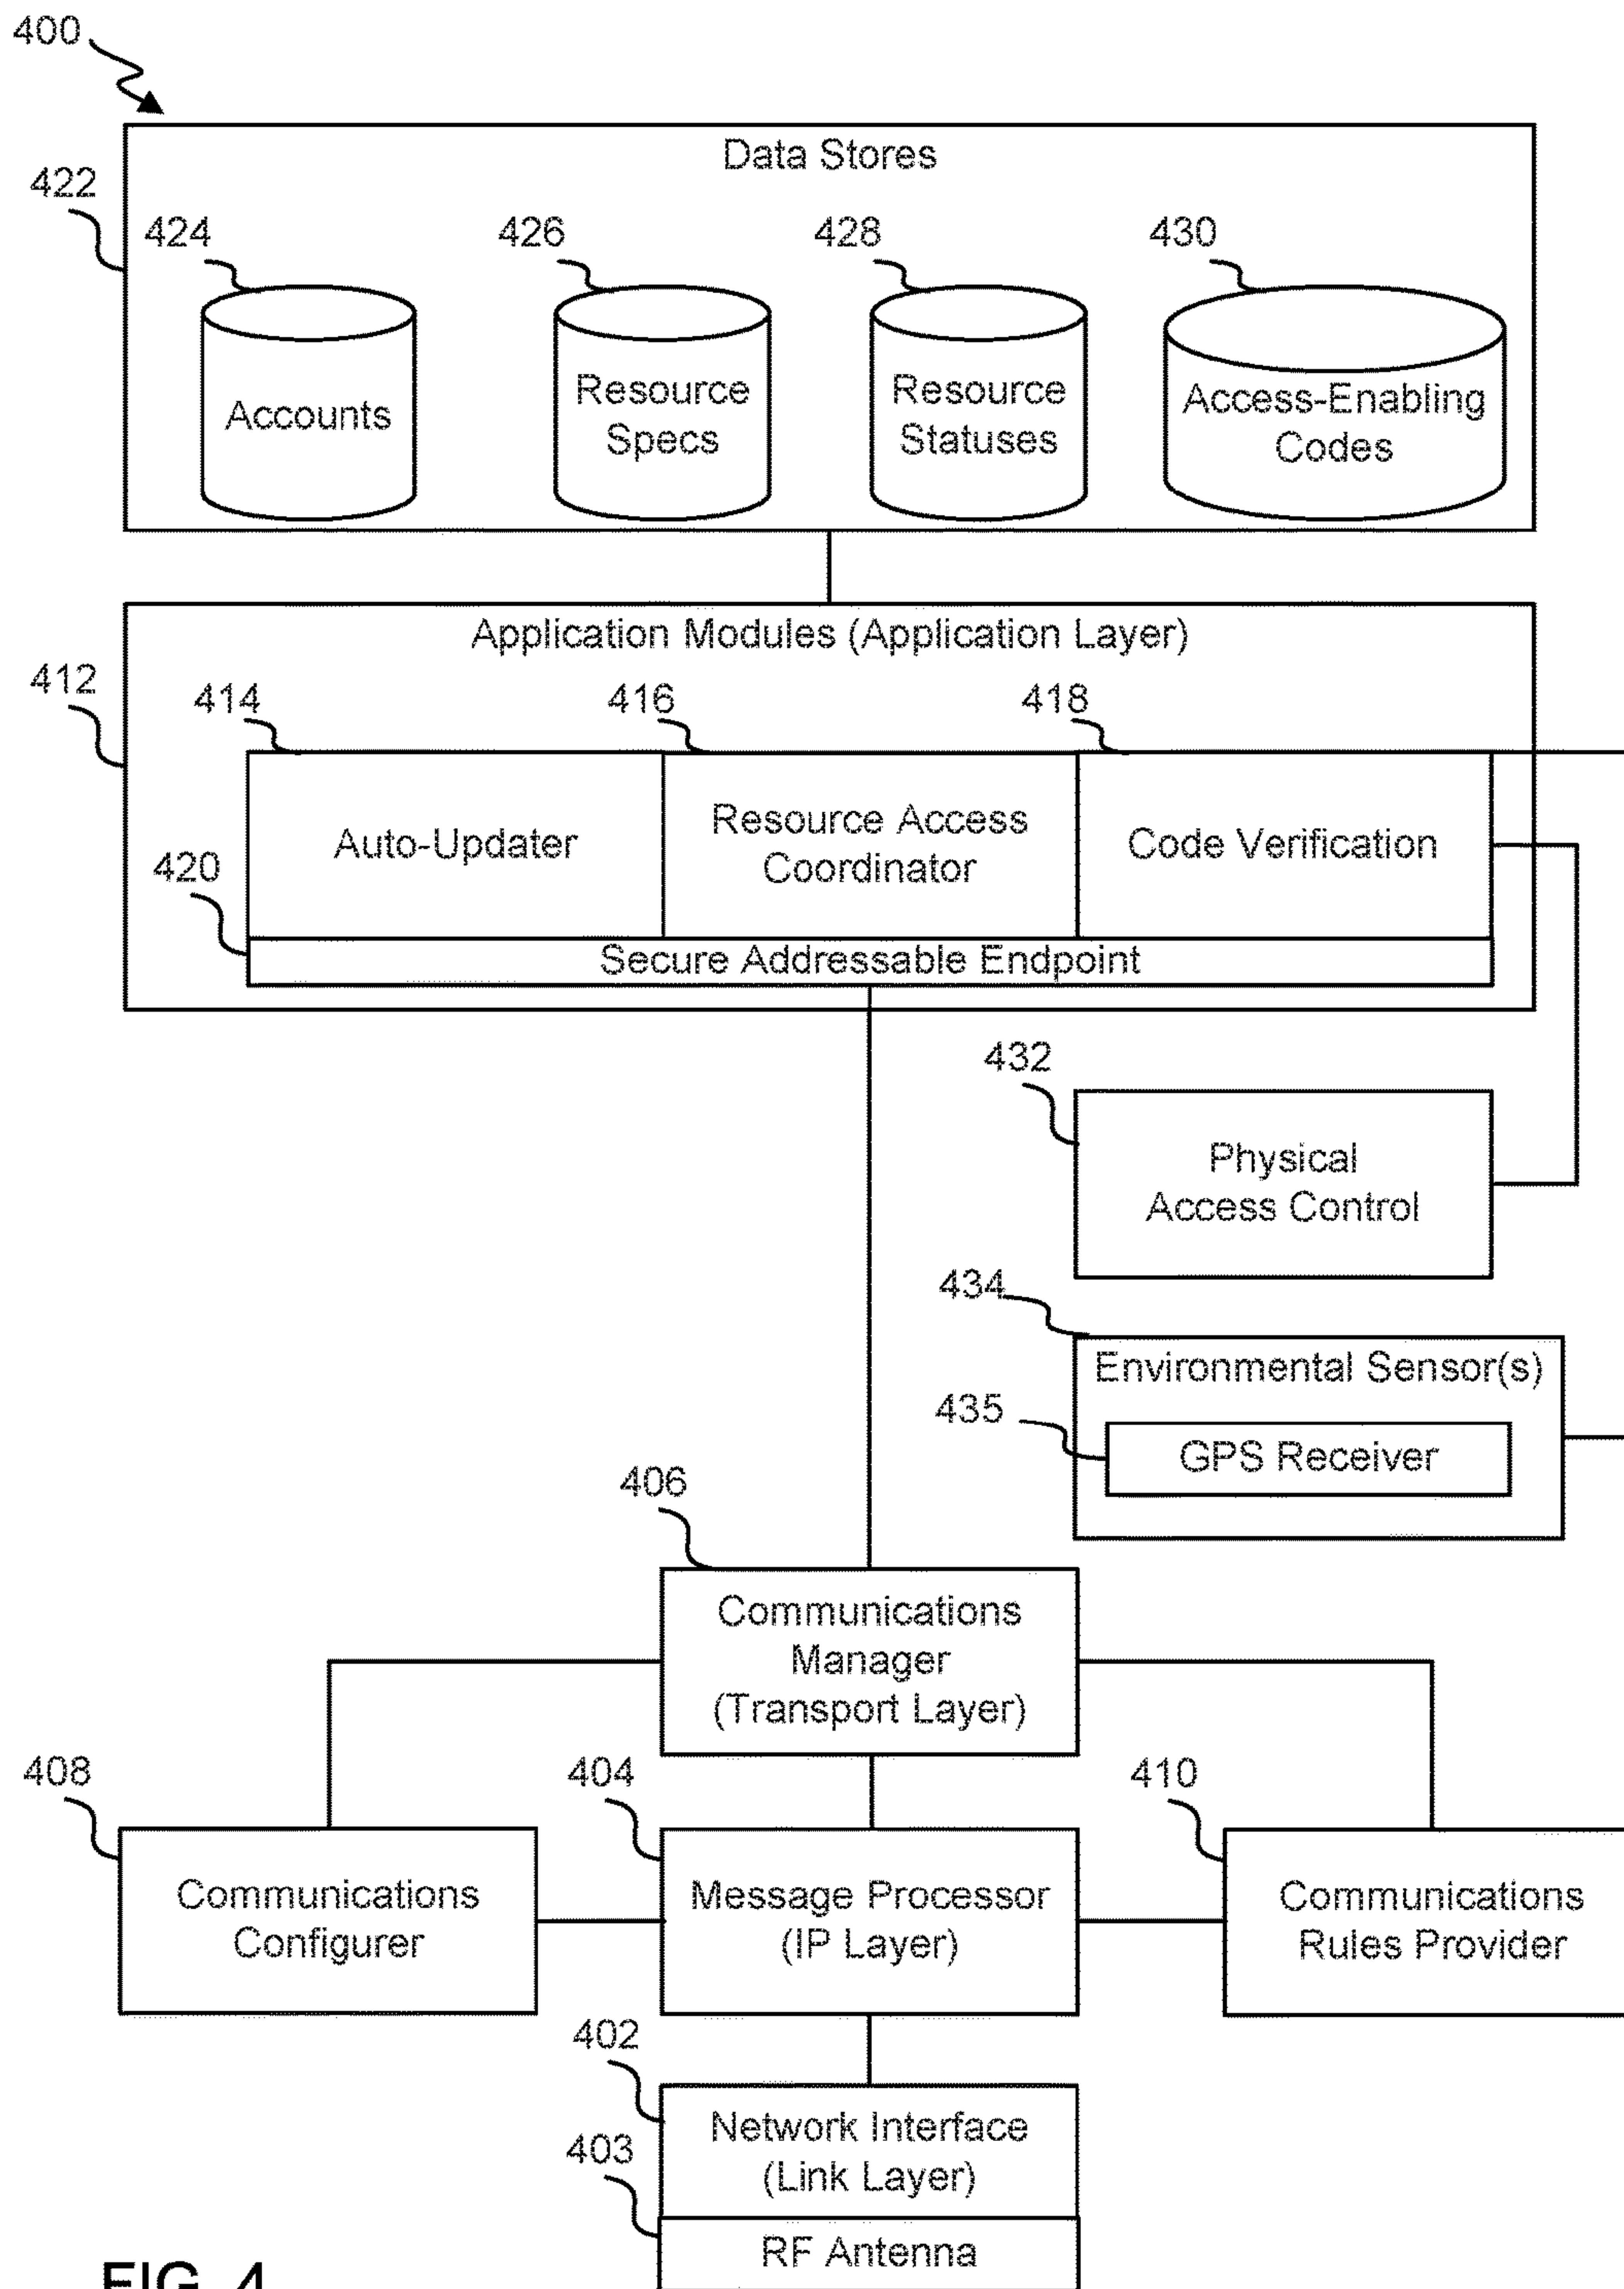 400
Data Stores
422
424
426
428
430
Accounts
Resource
Specs
Resource
Statuses
Access-Enabling
Codes
Application Modules (Application Layer)
412
414
416
418
Auto-Updater
Resource Access
Coordinator
Code Verification
420
Secure Addressable Endpoint
432
Physical
Access Control
434
Environmental Sensor(s)
435
GPS Receiver
406
Communications
Manager
(Transport Layer)
408
404
410
Communications
Configurer
Message Processor
(IP Layer)
Communications
Rules Provider
402
Network Interface
(Link Layer)
403
RF Antenna
FIG. 4